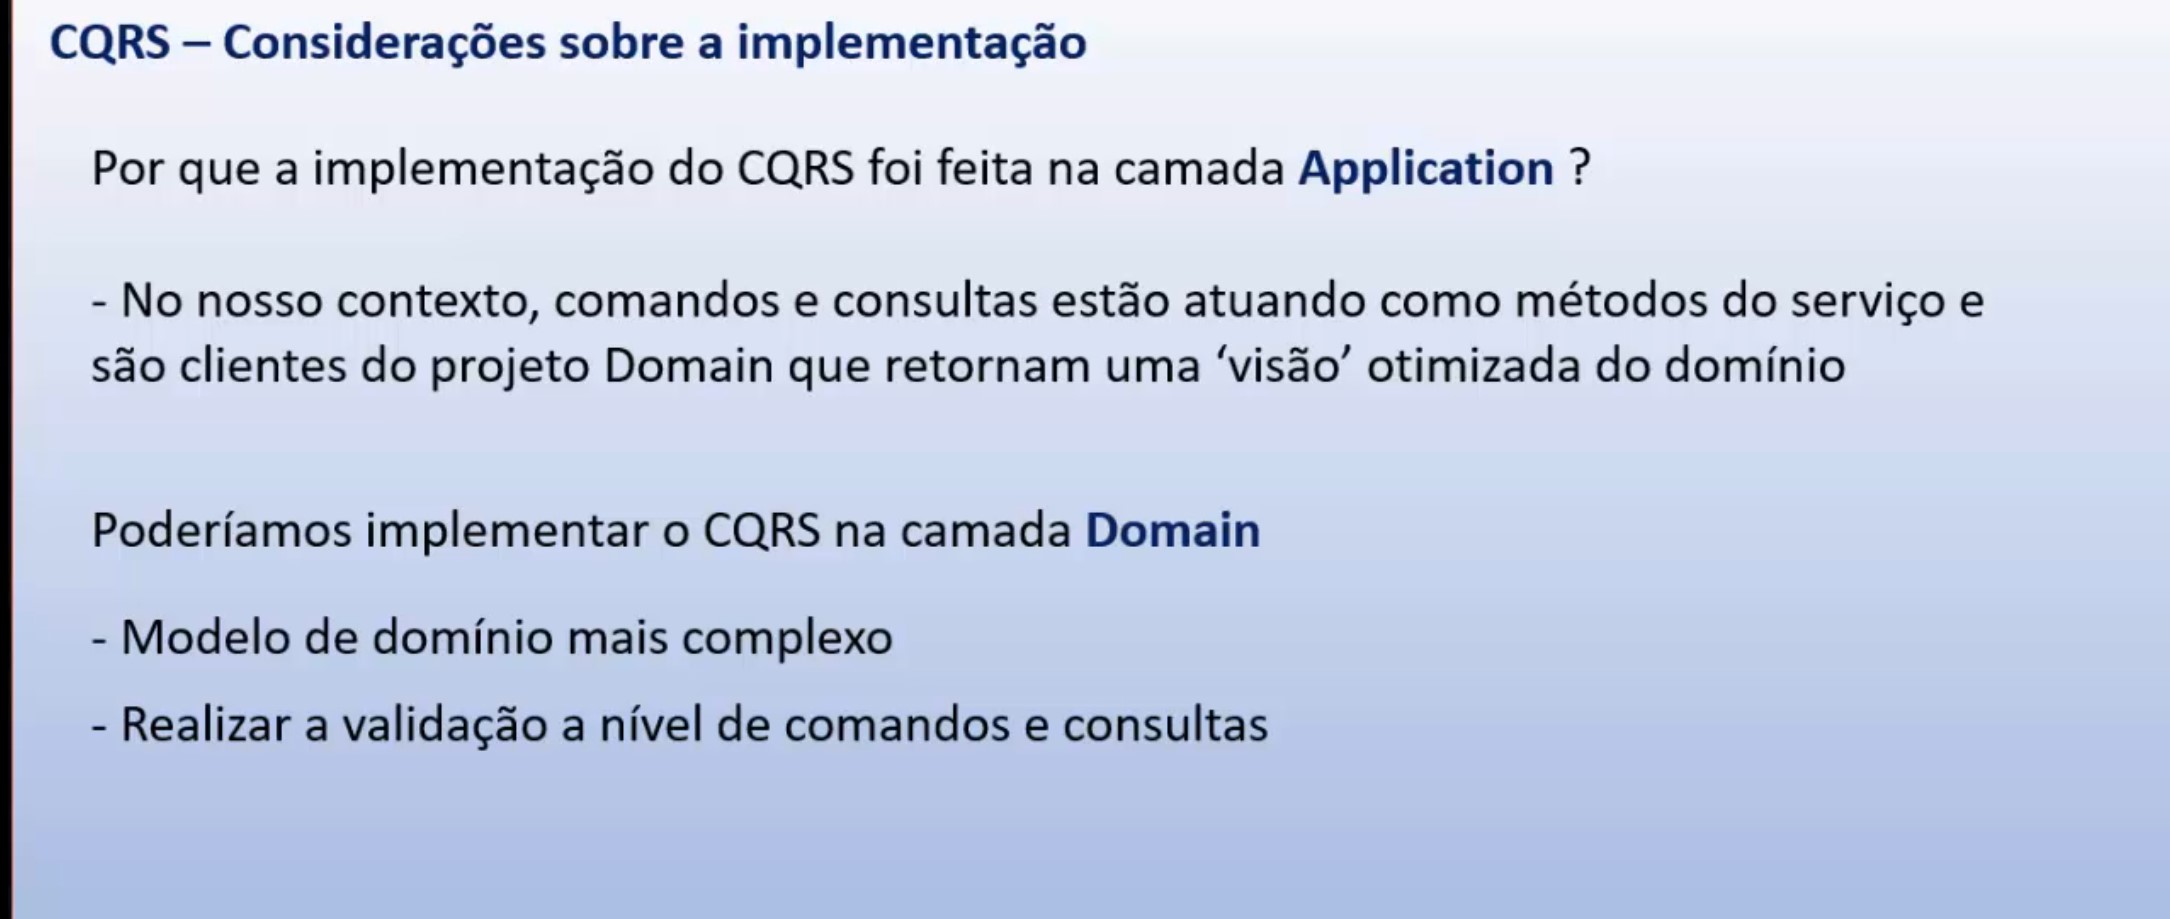 CQRS – Considerações sobre a implementação
Por que a implementação do CQRS foi feita na camada Application ?
- No nosso contexto, comandos e consultas estão atuando como métodos do serviço e
são clientes do projeto Domain que retornam uma ‘visão’ otimizada do domínio
Poderíamos implementar o CQRS na camada Domain
- Modelo de domínio mais complexo
- Realizar a validação a nível de comandos e consultas